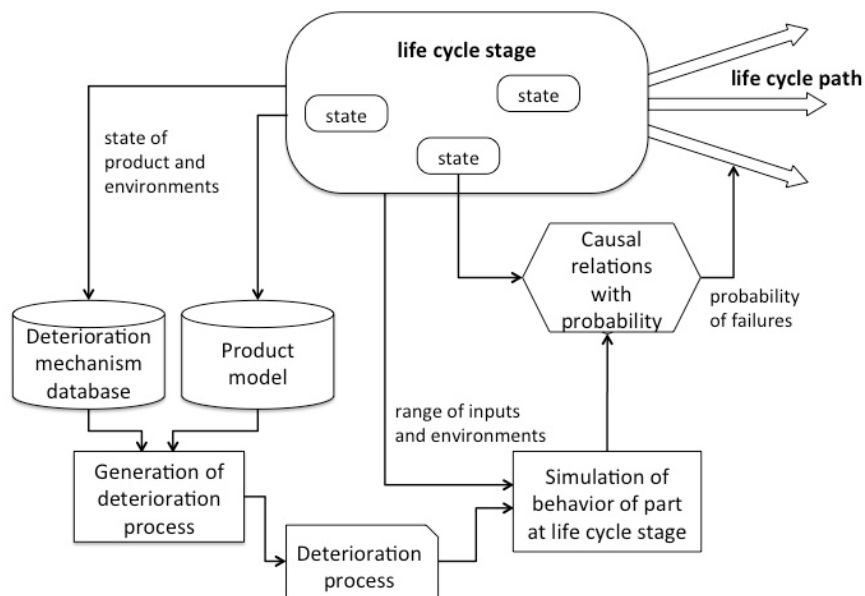 life cycle stage
life cycle path
state
state
state
state of
product and
environments
Causal
relations
with
probability
probability
of failures
Deterioration
mechanism
database
Product
model
range of inputs
and environments
Generation of
deterioration
process
Simulation of
behavior of part
at life cycle stage
Deterioration
process